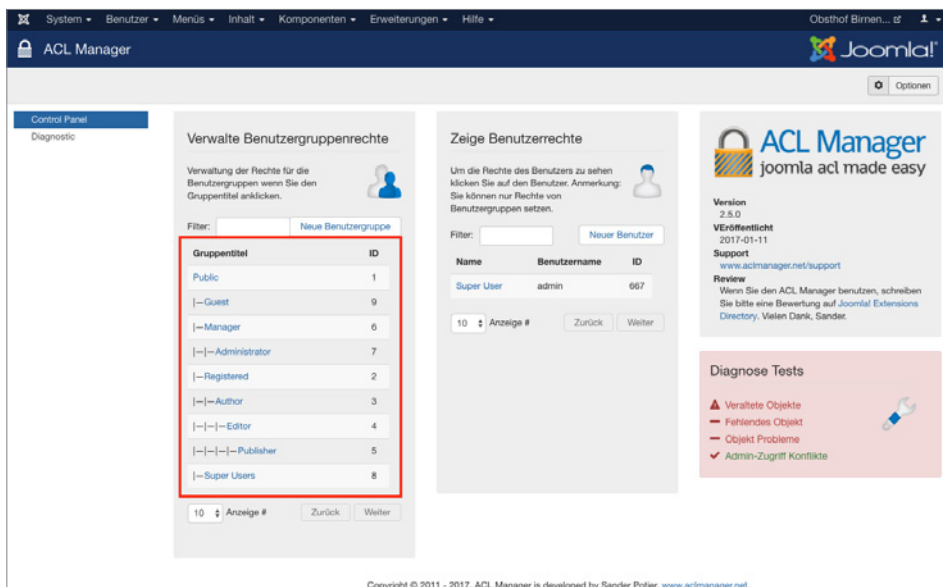 System Benutzer Menüs Inhalt Komponenten Erweiterungen Hilfe Obsthof Birnen...
ACL Manager Joomla!
Optionen
Control Panel
Diagnostic
Verwalte Benutzergruppenrechte
Verwaltung der Rechte für die
Benutzergruppen wenn Sie den
Gruppentitel anklicken.
Filter: Neue Benutzergruppe
Gruppentitel ID
Public 1
|—Guest 9
|—Manager 6
|—|—Administrator 7
|—Registered 2
|—|—Author 3
|—|—|—Editor 4
|—|—|—|—Publisher 5
|—Super Users 8
10 Anzeige # Zurück Weiter
Zeige Benutzerrechte
Um die Rechte des Benutzers zu sehen
klicken Sie auf den Benutzer. Anmerkung:
Sie können nur Rechte von
Benutzergruppen setzen.
Filter: Neuer Benutzer
Name Benutzername ID
Super User admin 667
10 Anzeige # Zurück Weiter
ACL Manager
joomla acl made easy
Version
2.5.0
VEröffentlicht
2017-01-11
Support
www.aclmanager.net/support
Review
Wenn Sie den ACL Manager benutzen, schreiben
Sie bitte eine Bewertung auf Joomla! Extensions
Directory. Vielen Dank, Sander.
Diagnose Tests
Veraltete Objekte
Fehlendes Objekt
Objekt Probleme
Admin-Zugriff Konflikte
Copyright © 2011 - 2017. ACL Manager is developed by Sander Potjer. www.aclmanager.net